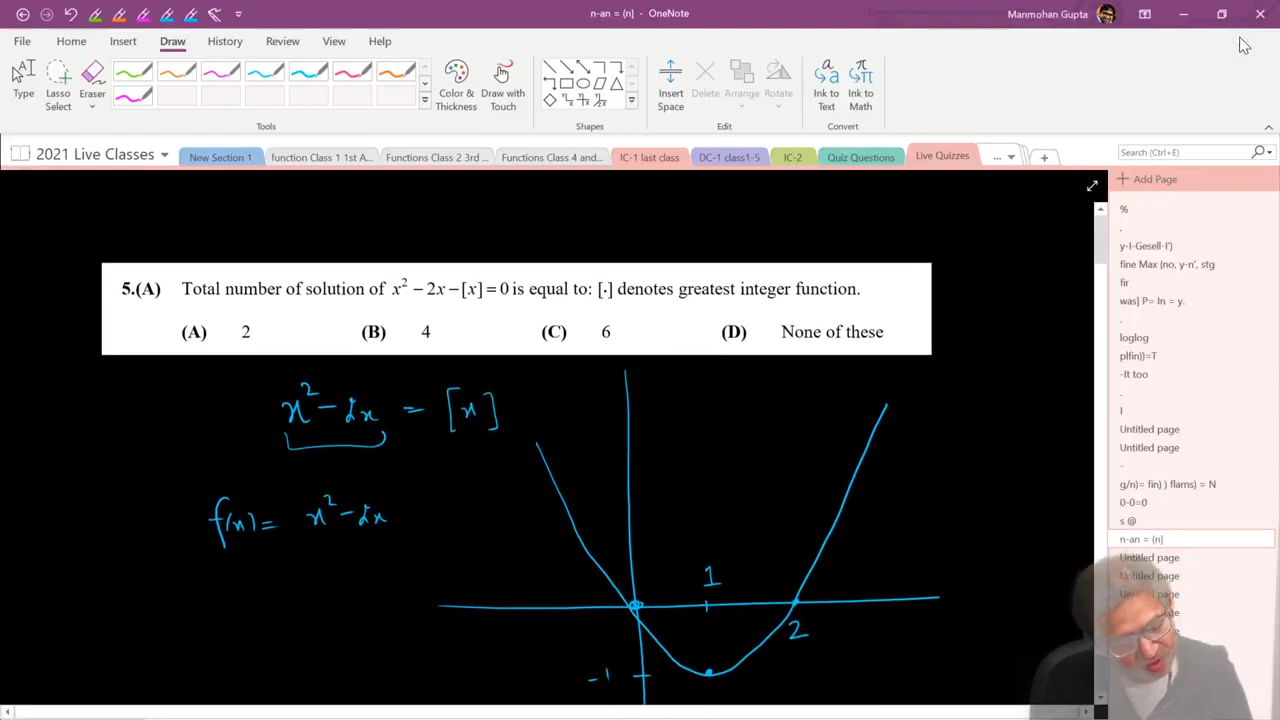 n-an = (n) - OneNote
Manmohan Gupta
File Home Insert Draw History Review View Help
Type
Lasso Select
Eraser
Color & Thickness
Draw with Touch
Insert Space
Delete
Arrange
Rotate
Ink to Text
Ink to Math
Tools Shapes Edit Convert
2021 Live Classes
New Section 1
function Class 1 1st A...
Functions Class 2 3rd ...
Functions Class 4 and...
IC-1 last class
DC-1 class1-5
IC-2
Quiz Questions
Live Quizzes
...
Search (Ctrl+E)
Add Page
%
.
y-I-Gesell-I')
fine Max (no, y-n', stg
fir
was] P= In = y.
.
loglog
plfin))=T
-It too
.
I
Untitled page
Untitled page
-
g/n)= fin) ) flams) = N
0-0=0
s @
n-an = (n)
Untitled page
Untitled page
5.(A) Total number of solution of x² − 2x − [x] = 0 is equal to: [·] denotes greatest integer function.
(A) 2 (B) 4 (C) 6 (D) None of these
x² − 2x = [x]
f(x) = x² − 2x
1
2
-1